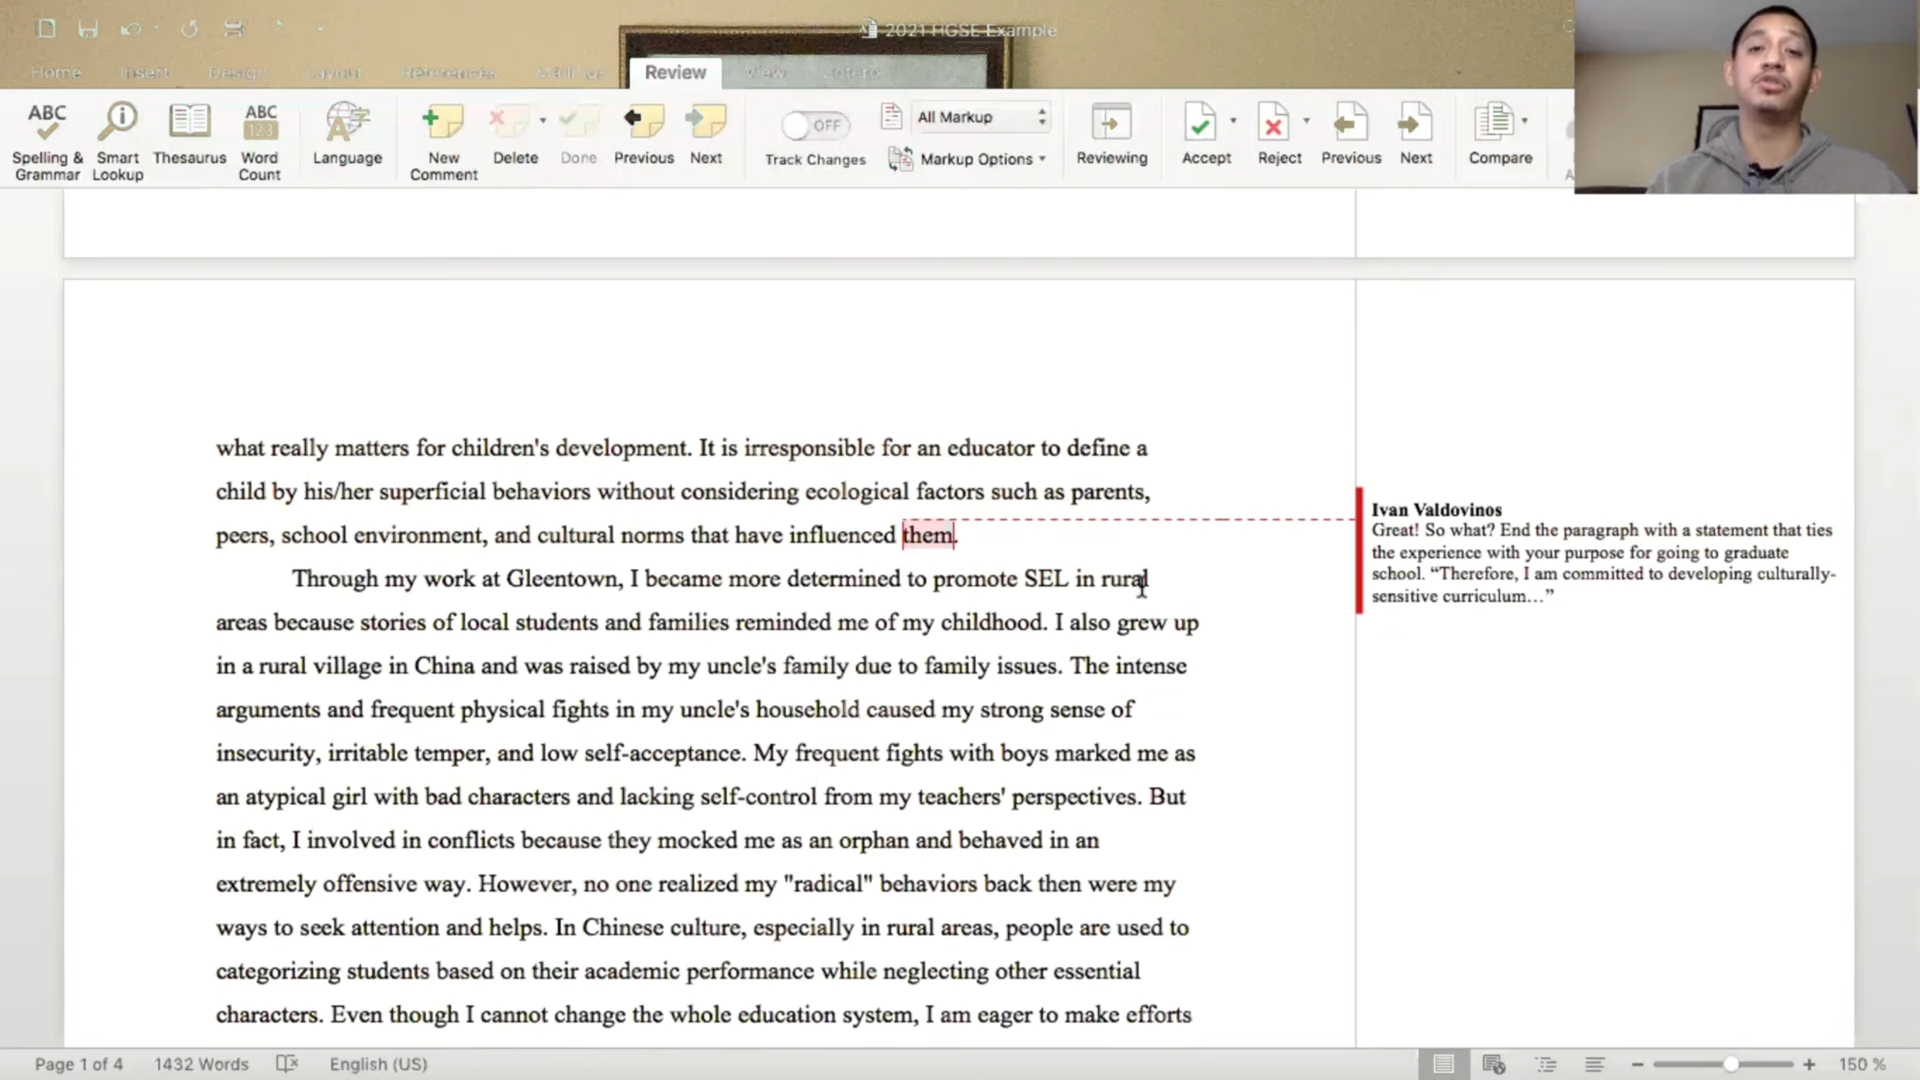 2021 HGSE Example
Home Insert Design Layout References Mailings Review View Zotero
ABC
Spelling & Grammar
Smart Lookup
Thesaurus
ABC 123
Word Count
Language
New Comment
Delete
Done
Previous
Next
OFF
Track Changes
All Markup
Markup Options
Reviewing
Accept
Reject
Previous
Next
Compare
what really matters for children's development. It is irresponsible for an educator to define a
child by his/her superficial behaviors without considering ecological factors such as parents,
peers, school environment, and cultural norms that have influenced them.
Through my work at Gleentown, I became more determined to promote SEL in rural
areas because stories of local students and families reminded me of my childhood. I also grew up
in a rural village in China and was raised by my uncle's family due to family issues. The intense
arguments and frequent physical fights in my uncle's household caused my strong sense of
insecurity, irritable temper, and low self-acceptance. My frequent fights with boys marked me as
an atypical girl with bad characters and lacking self-control from my teachers' perspectives. But
in fact, I involved in conflicts because they mocked me as an orphan and behaved in an
extremely offensive way. However, no one realized my "radical" behaviors back then were my
ways to seek attention and helps. In Chinese culture, especially in rural areas, people are used to
categorizing students based on their academic performance while neglecting other essential
characters. Even though I cannot change the whole education system, I am eager to make efforts
Ivan Valdovinos
Great! So what? End the paragraph with a statement that ties
the experience with your purpose for going to graduate
school. “Therefore, I am committed to developing culturally-
sensitive curriculum…”
Page 1 of 4 1432 Words English (US) 150 %